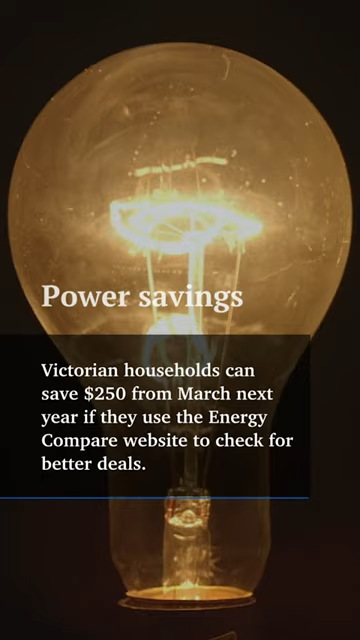 Power savings
Victorian households can
save $250 from March next
year if they use the Energy
Compare website to check for
better deals.